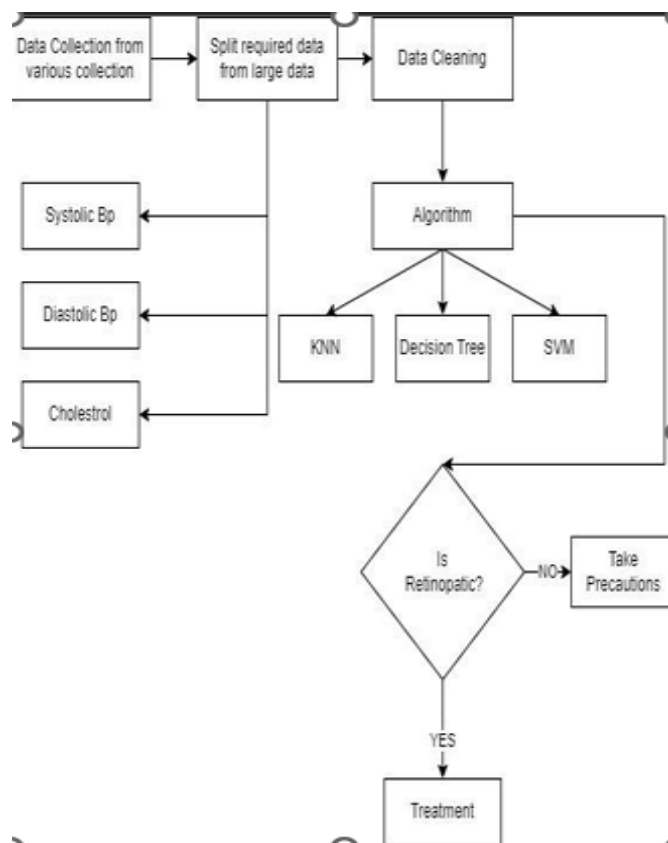 Data Collection from
various collection
Split required data
from large data
Data Cleaning
Systolic Bp
Algorithm
Diastolic Bp
KNN
Decision Tree
SVM
Cholestrol
Is
Retinopatic?
NO
Take
Precautions
YES
Treatment